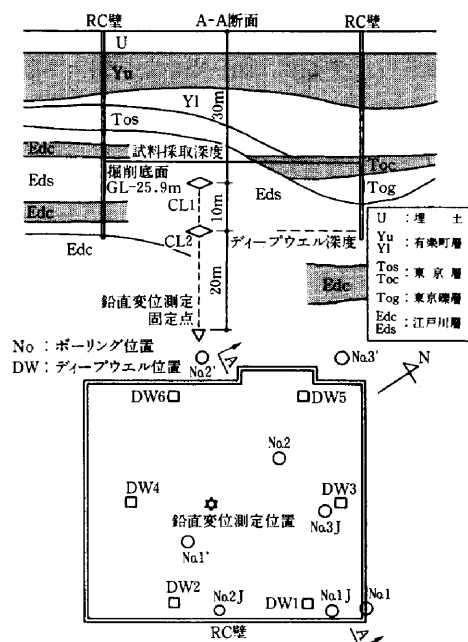 RC壁 A-A断面 RC壁
U
Yu
Yl
30m
Tos
Edc 試料採取深度
Toc
掘削底面
GL-25.9m
Eds
Eds
Tog
CL1
10m
Edc
CL2
ディープウエル深度
Edc
20m
Edc
鉛直変位測定
固定点
U : 埋土
Yu
Yl : 有楽町層
Tos
Toc : 東京層
Tog : 東京礫層
Edc
Eds : 江戸川層
No : ボーリング位置
DW : ディープウエル位置
No.2' A No.3' N
DW6 DW5
No.2
DW4 DW3
鉛直変位測定位置
No.3J
No.1'
DW2 No.2J DW1 No.1J No.1
RC壁 A